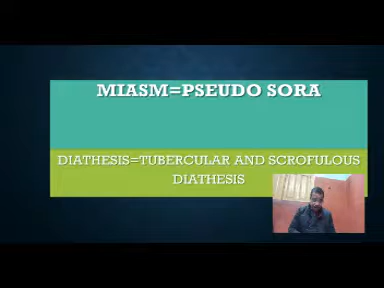 MIASM=PSEUDO SORA
DIATHESIS=TUBERCULAR AND SCROFULOUS
DIATHESIS